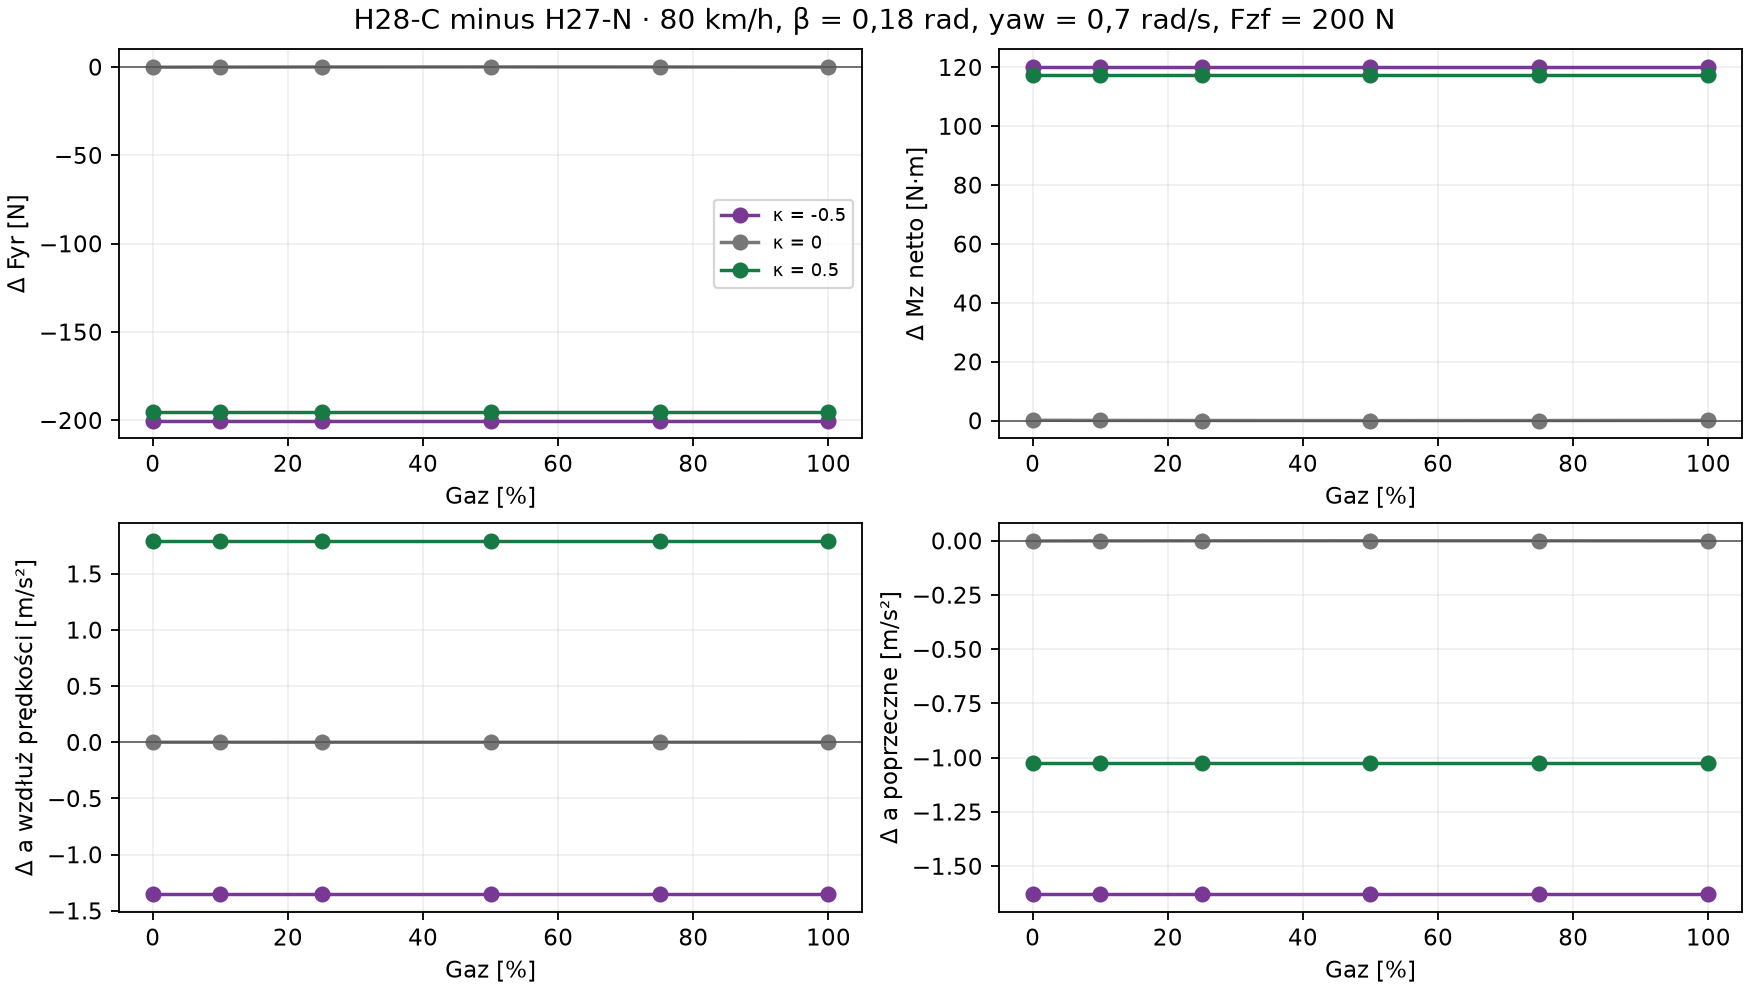 H28-C minus H27-N · 80 km/h, β = 0,18 rad, yaw = 0,7 rad/s, Fzf = 200 N
Δ Fyr [N]
0
−50
−100
−150
−200
κ = -0.5
κ = 0
κ = 0.5
0 20 40 60 80 100
Gaz [%]
Δ Mz netto [N·m]
120
100
80
60
40
20
0
0 20 40 60 80 100
Gaz [%]
Δ a wzdłuż prędkości [m/s²]
1.5
1.0
0.5
0.0
−0.5
−1.0
−1.5
0 20 40 60 80 100
Gaz [%]
Δ a poprzeczne [m/s²]
0.00
−0.25
−0.50
−0.75
−1.00
−1.25
−1.50
0 20 40 60 80 100
Gaz [%]